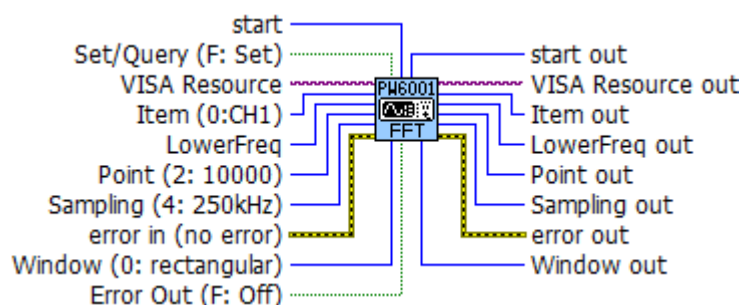 start
Set/Query (F: Set)
start out
VISA Resource
PW6001
VISA Resource out
Item (0:CH1)
Item out
LowerFreq
FFT
LowerFreq out
Point (2: 10000)
Point out
Sampling (4: 250kHz)
Sampling out
error in (no error)
error out
Window (0: rectangular)
Window out
Error Out (F: Off)